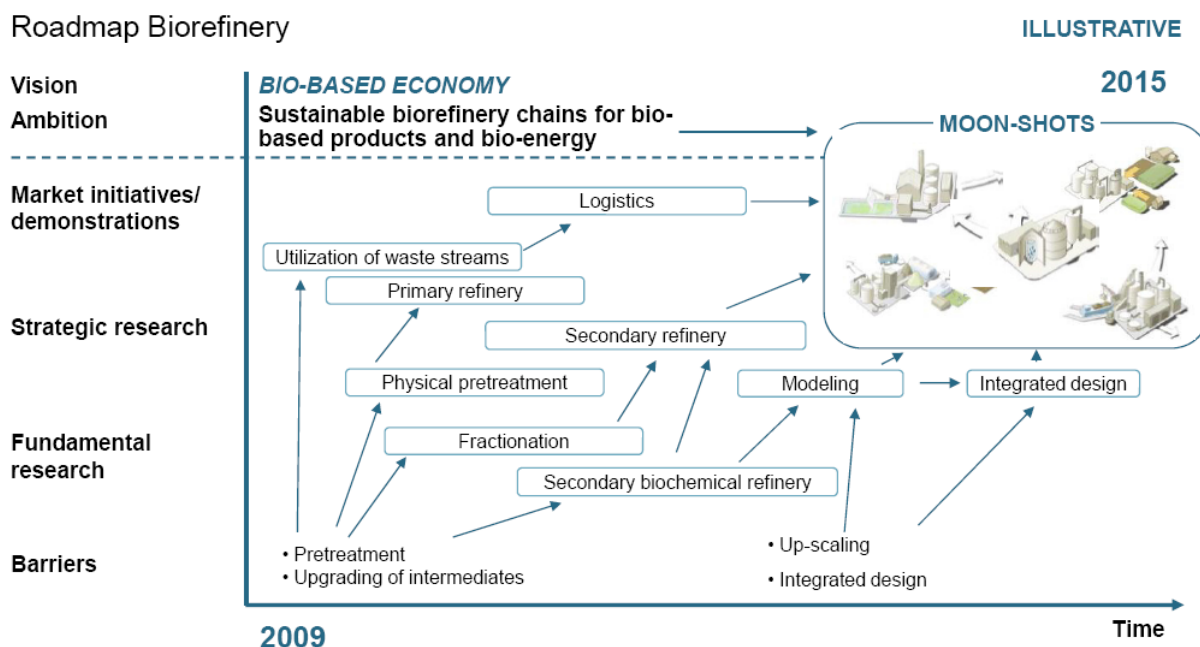 Roadmap Biorefinery
ILLUSTRATIVE
Vision
BIO-BASED ECONOMY
2015
Ambition
Sustainable biorefinery chains for bio-
based products and bio-energy
MOON-SHOTS
Market initiatives/
demonstrations
Logistics
Utilization of waste streams
Primary refinery
Strategic research
Secondary refinery
Physical pretreatment
Modeling
Integrated design
Fundamental
research
Fractionation
Secondary biochemical refinery
Barriers
• Pretreatment
• Upgrading of intermediates
• Up-scaling
• Integrated design
2009
Time